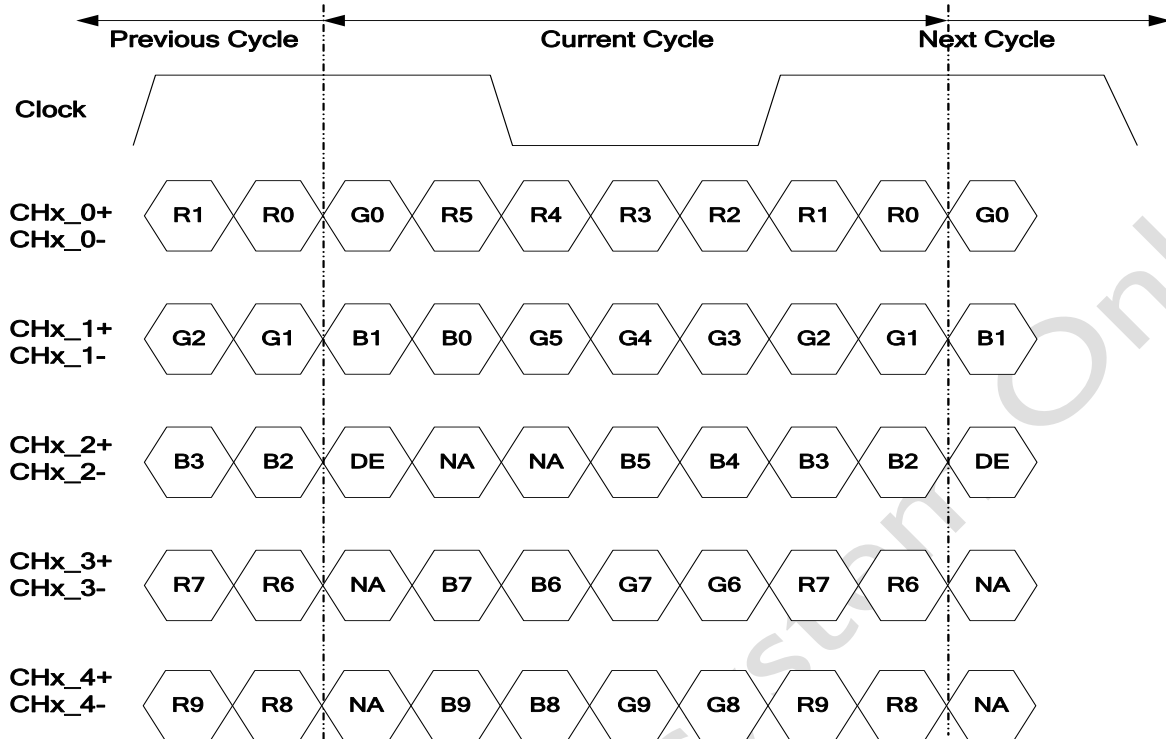 Previous Cycle Current Cycle Next Cycle
Clock
CHx_0+
CHx_0-
R1 R0 G0 R5 R4 R3 R2 R1 R0 G0
CHx_1+
CHx_1-
G2 G1 B1 B0 G5 G4 G3 G2 G1 B1
CHx_2+
CHx_2-
B3 B2 DE NA NA B5 B4 B3 B2 DE
CHx_3+
CHx_3-
R7 R6 NA B7 B6 G7 G6 R7 R6 NA
CHx_4+
CHx_4-
R9 R8 NA B9 B8 G9 G8 R9 R8 NA